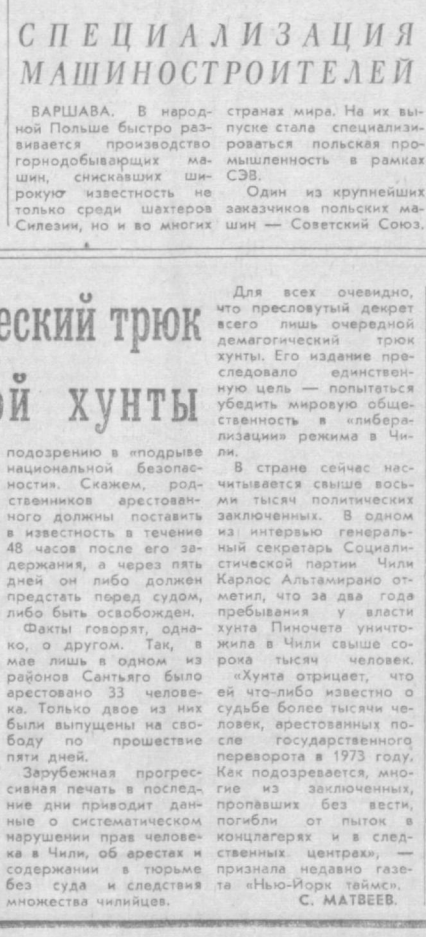 СПЕЦИАЛИЗАЦИЯ
МАШИНОСТРОИТЕЛЕЙ
ВАРШАВА. В народ-
ной Польше быстро раз-
вивается производство
горнодобывающих ма-
шин, снискавших ши-
рокую известность не
только среди шахтеров
Силезии, но и во многих
странах мира. На их вы-
пуске стала специализи-
роваться польская про-
мышленность в рамках
СЭВ.
Один из крупнейших
заказчиков польских ма-
шин — Советский Союз.
еский трюк
ой хунты
подозрению в «подрыве
национальной безопас-
ности». Скажем, род-
ственников арестован-
ного должны поставить
в известность в течение
48 часов после его за-
держания, а через пять
дней он либо должен
предстать перед судом,
либо быть освобожден.
Факты говорят, одна-
ко, о другом. Так, в
мае лишь в одном из
районов Сантьяго было
арестовано 33 челове-
ка. Только двое из них
были выпущены на сво-
боду по прошествие
пяти дней.
Зарубежная прогрес-
сивная печать в послед-
ние дни приводит дан-
ные о систематическом
нарушении прав челове-
ка в Чили, об арестах и
содержании в тюрьме
без суда и следствия
множества чилийцев.
Для всех очевидно,
что пресловутый декрет
всего лишь очередной
демагогический трюк
хунты. Его издание пре-
следовало единствен-
ную цель — попытаться
убедить мировую обще-
ственность в «либера-
лизации» режима в Чи-
ли.
В стране сейчас нас-
читывается свыше вось-
ми тысяч политических
заключенных. В одном
из интервью генераль-
ный секретарь Социали-
стической партии Чили
Карлос Альтамирано от-
метил, что за два года
пребывания у власти
хунта Пиночета уничто-
жила в Чили свыше со-
рока тысяч человек.
«Хунта отрицает, что
ей что-либо известно о
судьбе более тысячи че-
ловек, арестованных по-
сле государственного
переворота в 1973 году.
Как подозревается, мно-
гие из заключенных,
пропавших без вести,
погибли от пыток в
концлагерях и в след-
ственных центрах», —
признала недавно газе-
та «Нью-Йорк таймс».
С. МАТВЕЕВ.